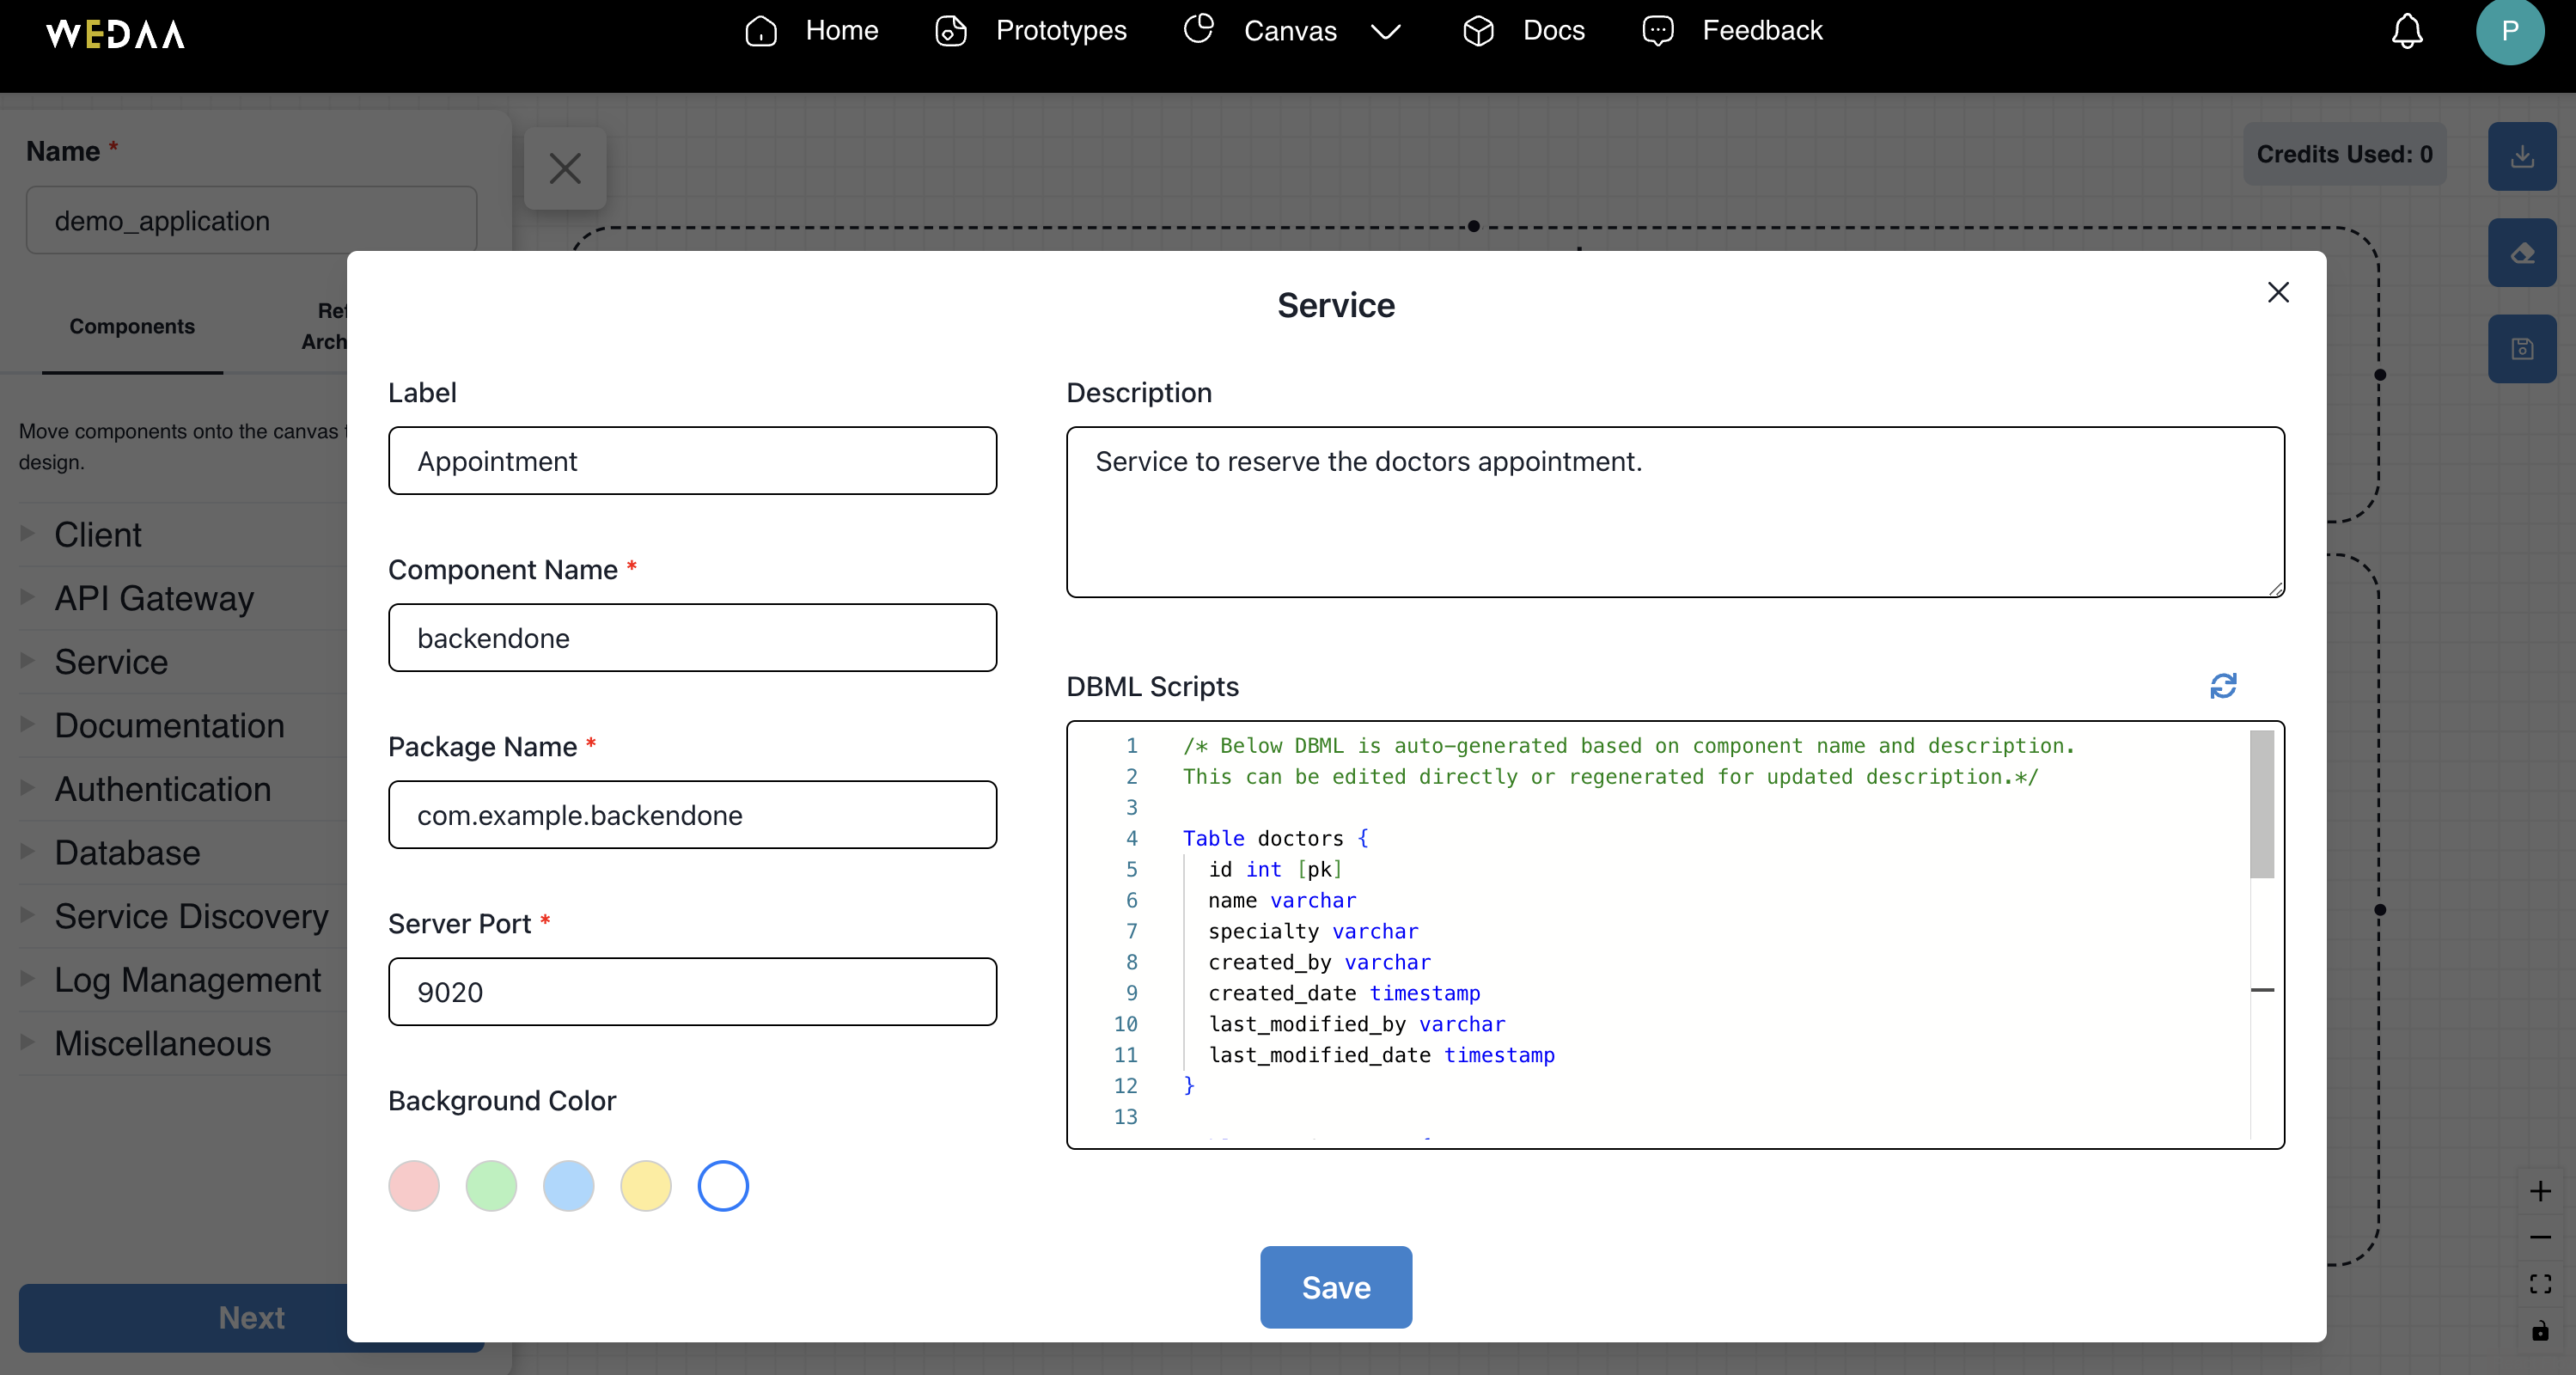 WEDAA
Home
Prototypes
Canvas
Docs
Feedback
P
Name *
demo_application
Components
Move components onto the canvas
design.
Client
API Gateway
Service
Documentation
Authentication
Database
Service Discovery
Log Management
Miscellaneous
Next
Credits Used: 0
Service
Label
Appointment
Component Name *
backendone
Package Name *
com.example.backendone
Server Port *
9020
Background Color
Description
Service to reserve the doctors appointment.
DBML Scripts
1 /* Below DBML is auto-generated based on component name and description.
2 This can be edited directly or regenerated for updated description.*/
3
4 Table doctors {
5 id int [pk]
6 name varchar
7 specialty varchar
8 created_by varchar
9 created_date timestamp
10 last_modified_by varchar
11 last_modified_date timestamp
12 }
13
Save